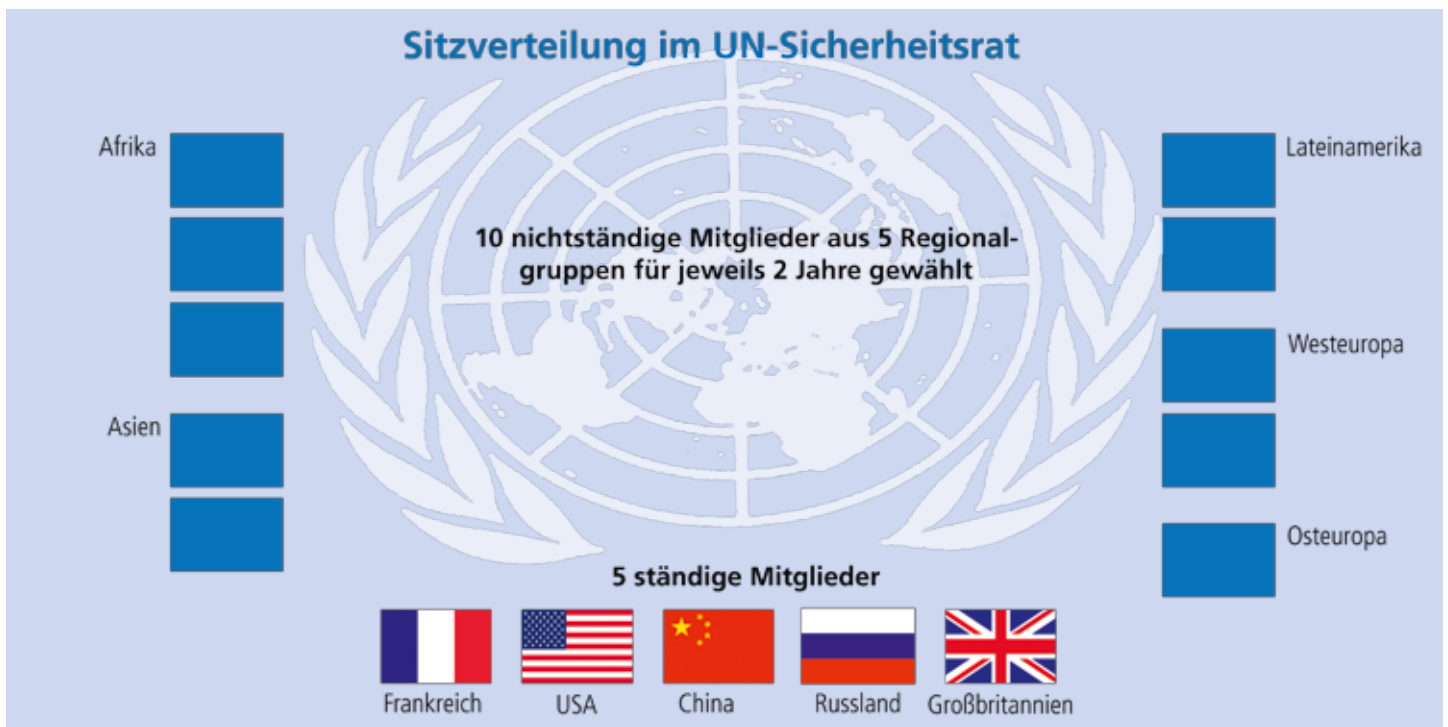 Sitzverteilung im UN-Sicherheitsrat
Afrika
Lateinamerika
10 nichtständige Mitglieder aus 5 Regional-
gruppen für jeweils 2 Jahre gewählt
Westeuropa
Asien
Osteuropa
5 ständige Mitglieder
Frankreich
USA
China
Russland
Großbritannien